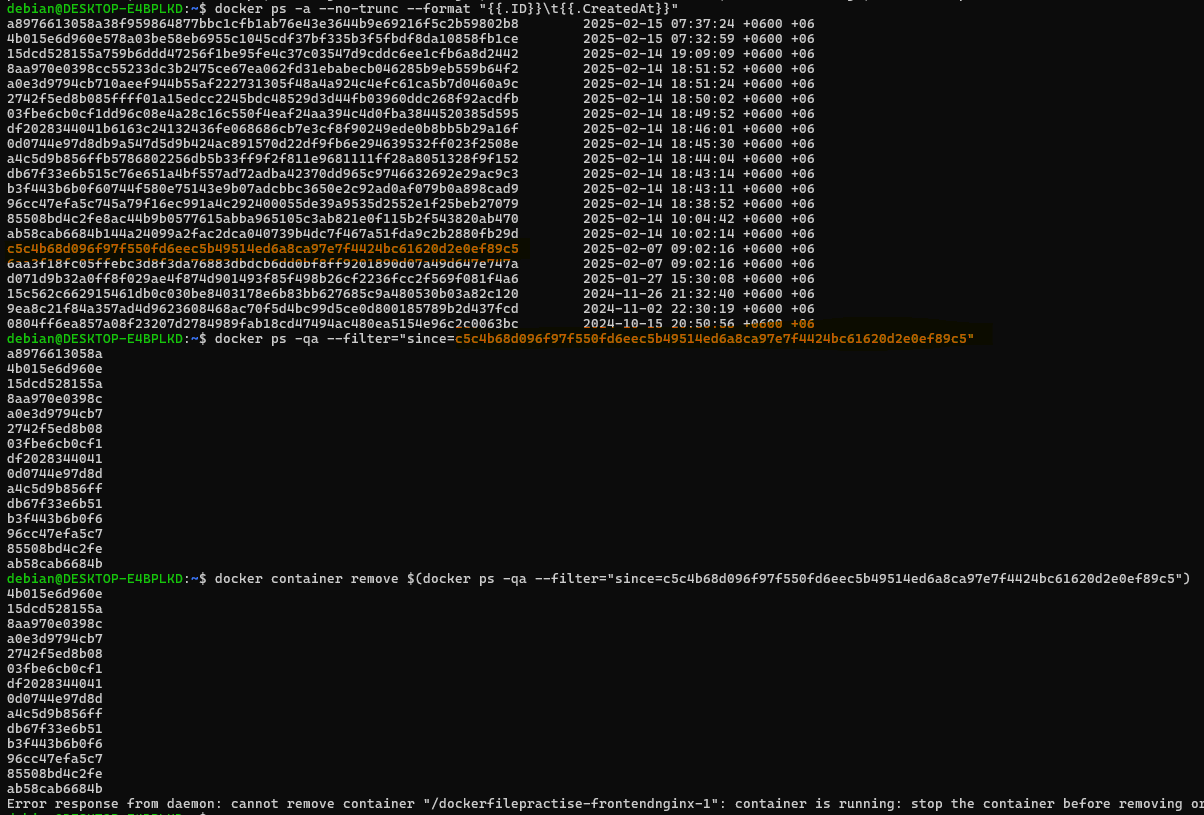 debian@DESKTOP-E4BPLKD:~$ docker ps -a --no-trunc --format "{{.ID}}\t{{.CreatedAt}}"
a8976613058a38f959864877bbc1cfb1ab76e43e3644b9e69216f5c2b59802b8 2025-02-15 07:37:24 +0600 +06
4b015e6d960e578a03be58eb6955c1045cdf37bf335b3f5fbdf8da10858fb1ce 2025-02-15 07:32:59 +0600 +06
15dcd528155a759b6ddd47256f1be95fe4c37c03547d9cddc6ee1cfb6a8d2442 2025-02-14 19:09:09 +0600 +06
8aa970e0398cc55233dc3b2475ce67ea062fd31ebabecb046285b9eb559b64f2 2025-02-14 18:51:52 +0600 +06
a0e3d9794cb710aeef944b55af222731305f48a4a924c4efc61ca5b7d0460a9c 2025-02-14 18:51:24 +0600 +06
2742f5ed8b085ffff01a15edcc2245bdc48529d3d44fb03960ddc268f92acdfb 2025-02-14 18:50:02 +0600 +06
03fbe6cb0cf1dd96c08e4a28c16c550f4eaf24aa394c4d0fba3844520385d595 2025-02-14 18:49:52 +0600 +06
df2028344041b6163c24132436fe068686cb7e3cf8f90249ede0b8bb5b29a16f 2025-02-14 18:46:01 +0600 +06
0d0744e97d8db9a547d5d9b424ac891570d22df9fb6e294639532ff023f2508e 2025-02-14 18:45:30 +0600 +06
a4c5d9b856ffb5786802256db5b33ff9f2f811e9681111ff28a8051328f9f152 2025-02-14 18:44:04 +0600 +06
db67f33e6b515c76e651a4bf557ad72adba42370dd965c9746632692e29ac9c3 2025-02-14 18:43:14 +0600 +06
b3f443b6b0f60744f580e75143e9b07adcbbc3650e2c92ad0af079b0a898cad9 2025-02-14 18:43:11 +0600 +06
96cc47efa5c745a79f16ec991a4c292400055de39a9535d2552e1f25beb27079 2025-02-14 18:38:52 +0600 +06
85508bd4c2fe8ac44b9b0577615abba965105c3ab821e0f115b2f543820ab470 2025-02-14 10:04:42 +0600 +06
ab58cab6684b144a24099a2fac2dca040739b4dc7f467a51fda9c2b2880fb29d 2025-02-14 10:02:14 +0600 +06
c5c4b68d096f97f550fd6eec5b49514ed6a8ca97e7f4424bc61620d2e0ef89c5 2025-02-07 09:02:16 +0600 +06
6aa3f18fc05ffebc3d8f3da76883dbdcb6dd0bf8ff9201890d07a49d647e747a 2025-02-07 09:02:16 +0600 +06
d071d9b32a0ff8f029ae4f874d901493f85f498b26cf2236fcc2f569f081f4a6 2025-01-27 15:30:08 +0600 +06
15c562c662915461db0c030be8403178e6b83bb627685c9a480530b03a82c120 2024-11-26 21:32:40 +0600 +06
9ea8c21f84a357ad4d9623608468ac70f5d4bc99d5ce0d800185789b2d437fcd 2024-11-02 22:30:19 +0600 +06
0804ff6ea857a08f23207d2784989fab18cd47494ac480ea5154e96c2c0063bc 2024-10-15 20:50:56 +0600 +06
debian@DESKTOP-E4BPLKD:~$ docker ps -qa --filter="since=c5c4b68d096f97f550fd6eec5b49514ed6a8ca97e7f4424bc61620d2e0ef89c5"
a8976613058a
4b015e6d960e
15dcd528155a
8aa970e0398c
a0e3d9794cb7
2742f5ed8b08
03fbe6cb0cf1
df2028344041
0d0744e97d8d
a4c5d9b856ff
db67f33e6b51
b3f443b6b0f6
96cc47efa5c7
85508bd4c2fe
ab58cab6684b
debian@DESKTOP-E4BPLKD:~$ docker container remove $(docker ps -qa --filter="since=c5c4b68d096f97f550fd6eec5b49514ed6a8ca97e7f4424bc61620d2e0ef89c5")
4b015e6d960e
15dcd528155a
8aa970e0398c
a0e3d9794cb7
2742f5ed8b08
03fbe6cb0cf1
df2028344041
0d0744e97d8d
a4c5d9b856ff
db67f33e6b51
b3f443b6b0f6
96cc47efa5c7
85508bd4c2fe
ab58cab6684b
Error response from daemon: cannot remove container "/dockerfilepractise-frontendnginx-1": container is running: stop the container before removing or